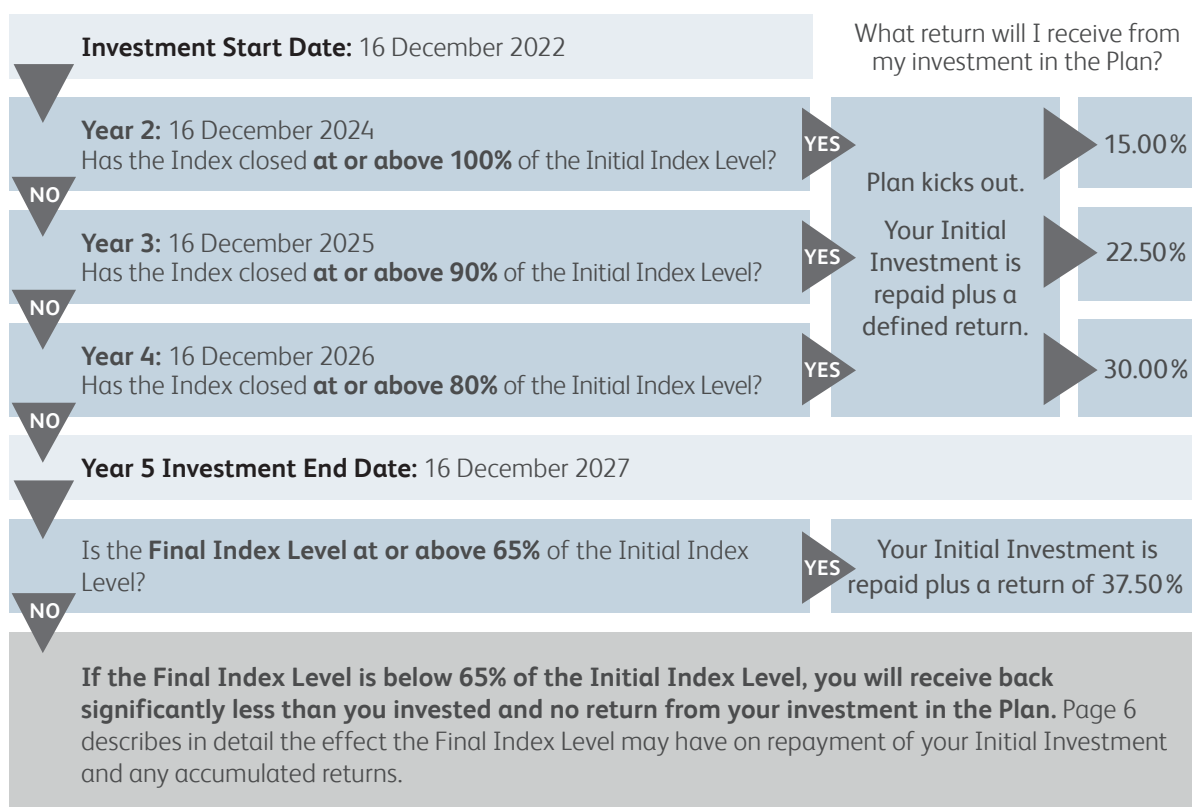 Investment Start Date: 16 December 2022
What return will I receive from
my investment in the Plan?
Year 2: 16 December 2024
Has the Index closed at or above 100% of the Initial Index Level?
YES
15.00%
NO
Year 3: 16 December 2025
Has the Index closed at or above 90% of the Initial Index Level?
YES
22.50%
NO
Year 4: 16 December 2026
Has the Index closed at or above 80% of the Initial Index Level?
YES
30.00%
Plan kicks out.
Your Initial
Investment is
repaid plus a
defined return.
NO
Year 5 Investment End Date: 16 December 2027
Is the Final Index Level at or above 65% of the Initial Index
Level?
YES
Your Initial Investment is
repaid plus a return of 37.50%
NO
If the Final Index Level is below 65% of the Initial Index Level, you will receive back
significantly less than you invested and no return from your investment in the Plan. Page 6
describes in detail the effect the Final Index Level may have on repayment of your Initial Investment
and any accumulated returns.